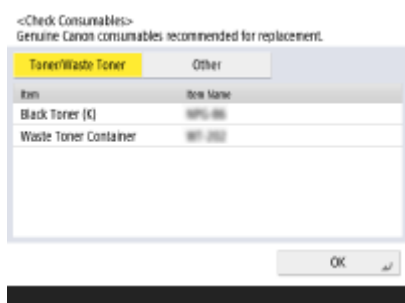 <Check Consumables>
Genuine Canon consumables recommended for replacement.
Toner/Waste Toner Other
Item Item Name
Black Toner (K)
Waste Toner Container
OK